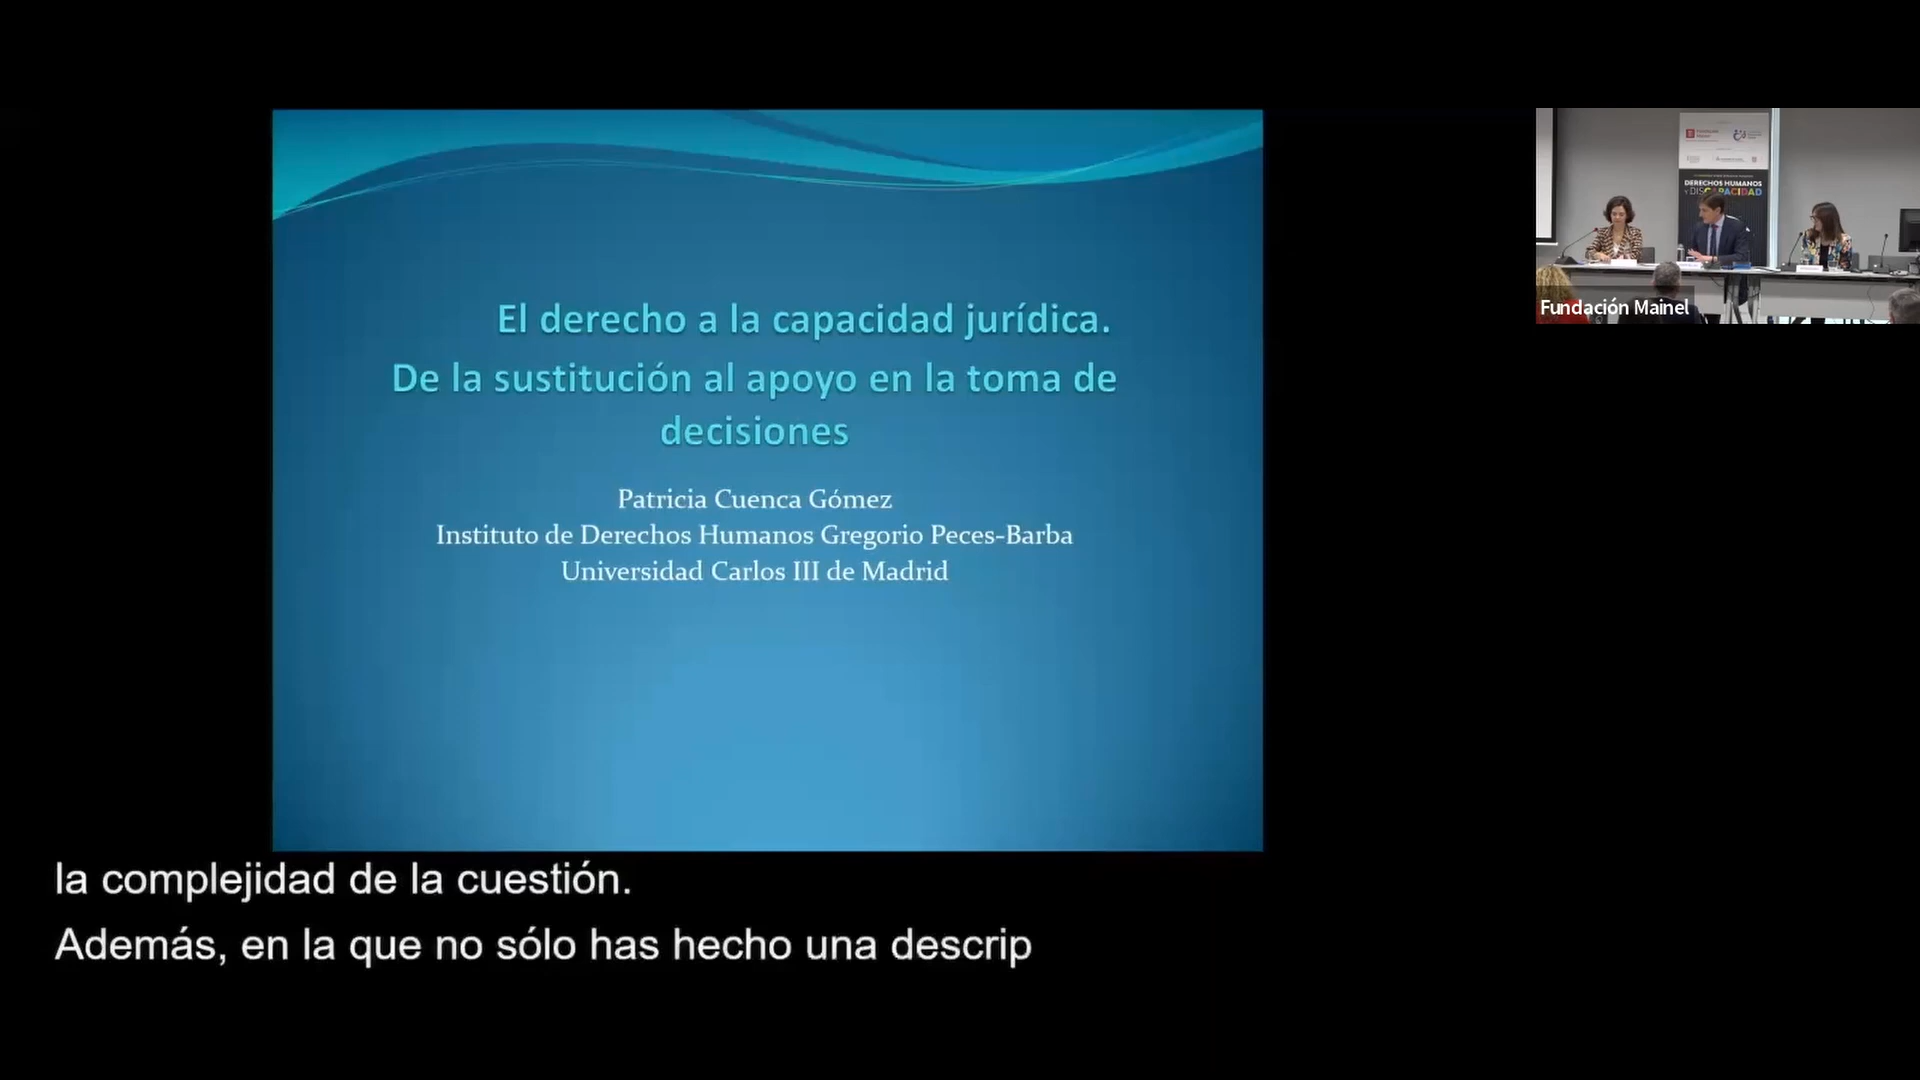 El derecho a la capacidad jurídica.
De la sustitución al apoyo en la toma de
decisiones
Patricia Cuenca Gómez
Instituto de Derechos Humanos Gregorio Peces-Barba
Universidad Carlos III de Madrid
DERECHOS HUMANOS
Y DISCAPACIDAD
Fundación Mainel
la complejidad de la cuestión.
Además, en la que no sólo has hecho una descrip